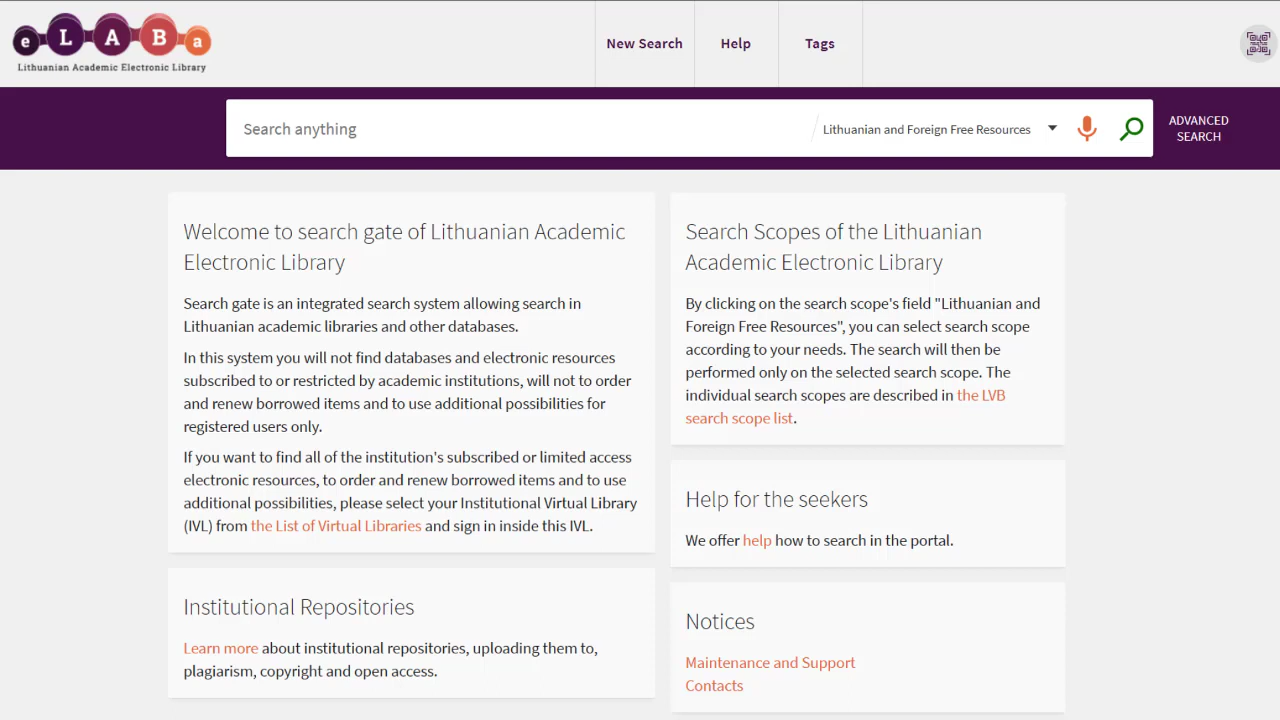 eLABa
Lithuanian Academic Electronic Library
New Search
Help
Tags
Search anything
Lithuanian and Foreign Free Resources
ADVANCED
SEARCH
Welcome to search gate of Lithuanian Academic
Electronic Library
Search gate is an integrated search system allowing search in
Lithuanian academic libraries and other databases.
In this system you will not find databases and electronic resources
subscribed to or restricted by academic institutions, will not to order
and renew borrowed items and to use additional possibilities for
registered users only.
If you want to find all of the institution's subscribed or limited access
electronic resources, to order and renew borrowed items and to use
additional possibilities, please select your Institutional Virtual Library
(IVL) from the List of Virtual Libraries and sign in inside this IVL.
Institutional Repositories
Learn more about institutional repositories, uploading them to,
plagiarism, copyright and open access.
Search Scopes of the Lithuanian
Academic Electronic Library
By clicking on the search scope's field "Lithuanian and
Foreign Free Resources", you can select search scope
according to your needs. The search will then be
performed only on the selected search scope. The
individual search scopes are described in the LVB
search scope list.
Help for the seekers
We offer help how to search in the portal.
Notices
Maintenance and Support
Contacts